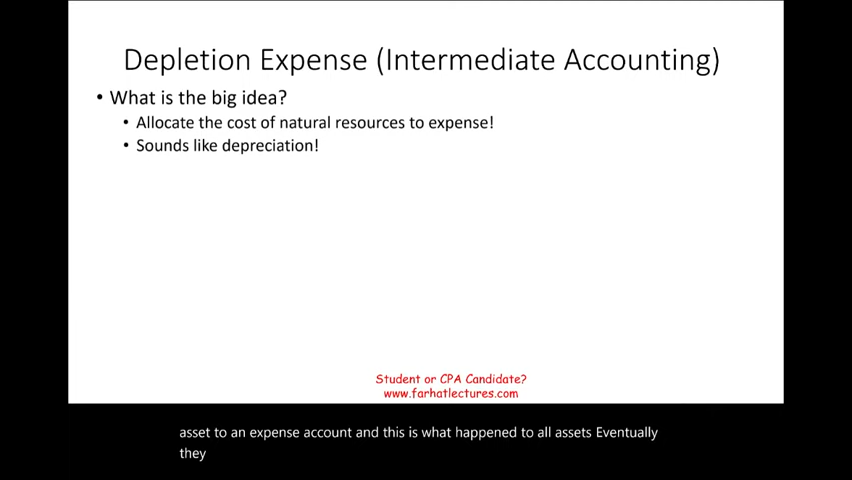 Depletion Expense (Intermediate Accounting)
• What is the big idea?
• Allocate the cost of natural resources to expense!
• Sounds like depreciation!
Student or CPA Candidate?
www.farhatlectures.com
asset to an expense account and this is what happened to all assets Eventually
they